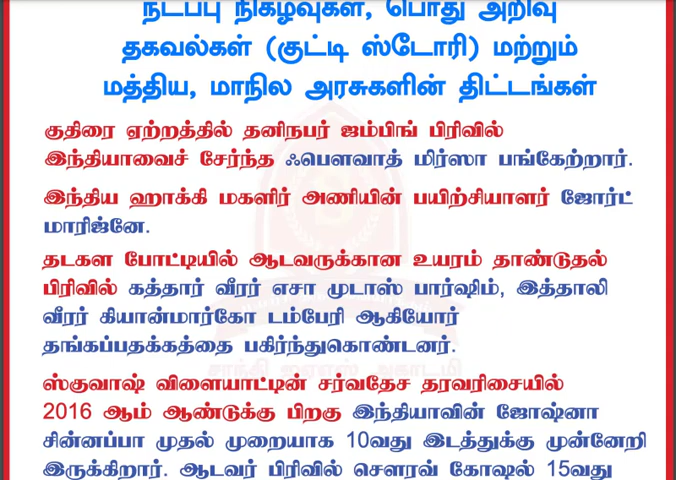 நடப்பு நிகழ்வுகள், பொது அறிவு
தகவல்கள் (குட்டி ஸ்டோரி) மற்றும்
மத்திய, மாநில அரசுகளின் திட்டங்கள்
குதிரை ஏற்றத்தில் தனிநபர் ஜம்பிங் பிரிவில்
இந்தியாவைச் சேர்ந்த ஃபௌவாத் மிர்ஸா பங்கேற்றார்.
இந்திய ஹாக்கி மகளிர் அணியின் பயிற்சியாளர் ஜோர்ட்
மாரிஜ்னே.
தடகள போட்டியில் ஆடவருக்கான உயரம் தாண்டுதல்
பிரிவில் கத்தார் வீரர் எசா முடாஸ் பார்ஷிம், இத்தாலி
வீரர் கியான்மார்கோ டம்பேரி ஆகியோர்
தங்கப்பதக்கத்தை பகிர்ந்துகொண்டனர்.
ஸ்குவாஷ் விளையாட்டின் சர்வதேச தரவரிசையில்
2016 ஆம் ஆண்டுக்கு பிறகு இந்தியாவின் ஜோஷ்னா
சின்னப்பா முதல் முறையாக 10வது இடத்துக்கு முன்னேறி
இருக்கிறார். ஆடவர் பிரிவில் சௌரவ் கோஷல் 15வது